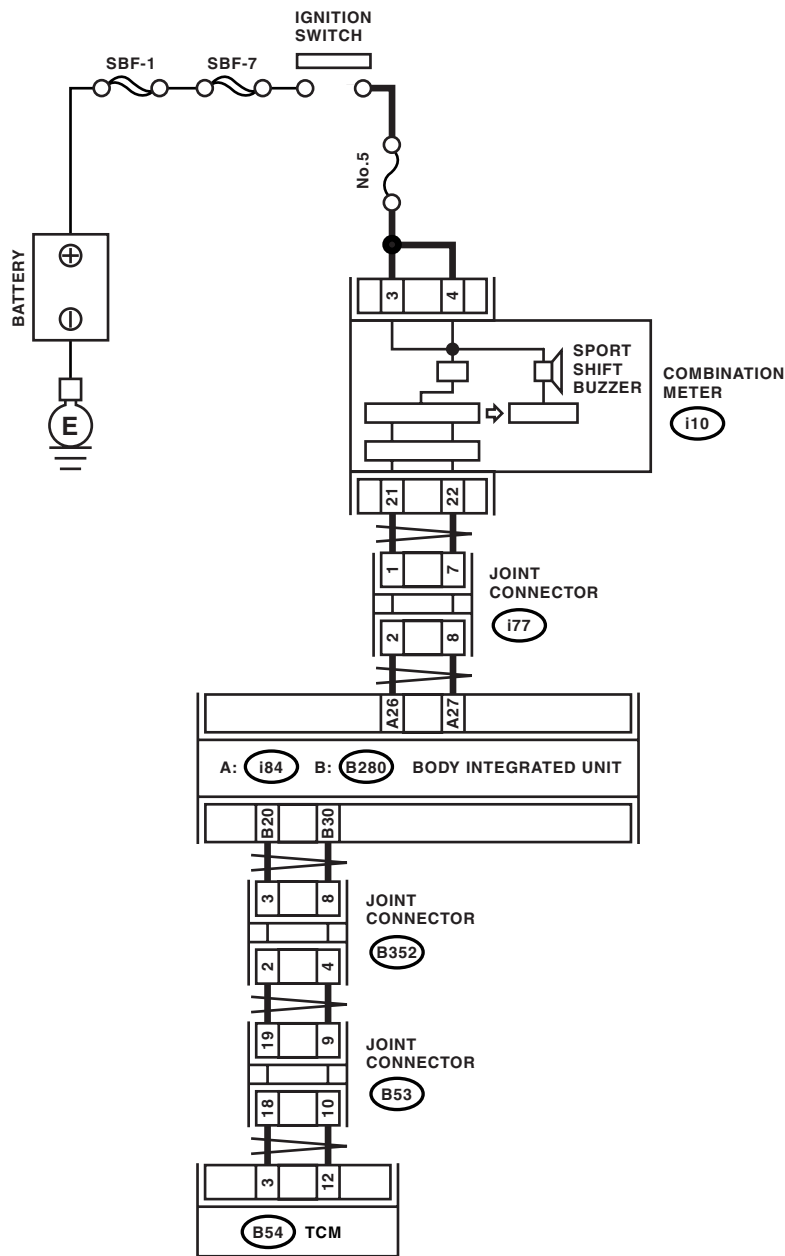 IGNITION
SWITCH
SBF-1
SBF-7
No.5
BATTERY
E
3
4
SPORT
SHIFT
BUZZER
COMBINATION
METER
i10
21
22
1
7
JOINT
CONNECTOR
i77
2
8
A26
A27
A: i84 B: B280 BODY INTEGRATED UNIT
B20
B30
3
8
JOINT
CONNECTOR
B352
2
4
19
9
JOINT
CONNECTOR
B53
18
10
3
12
B54 TCM